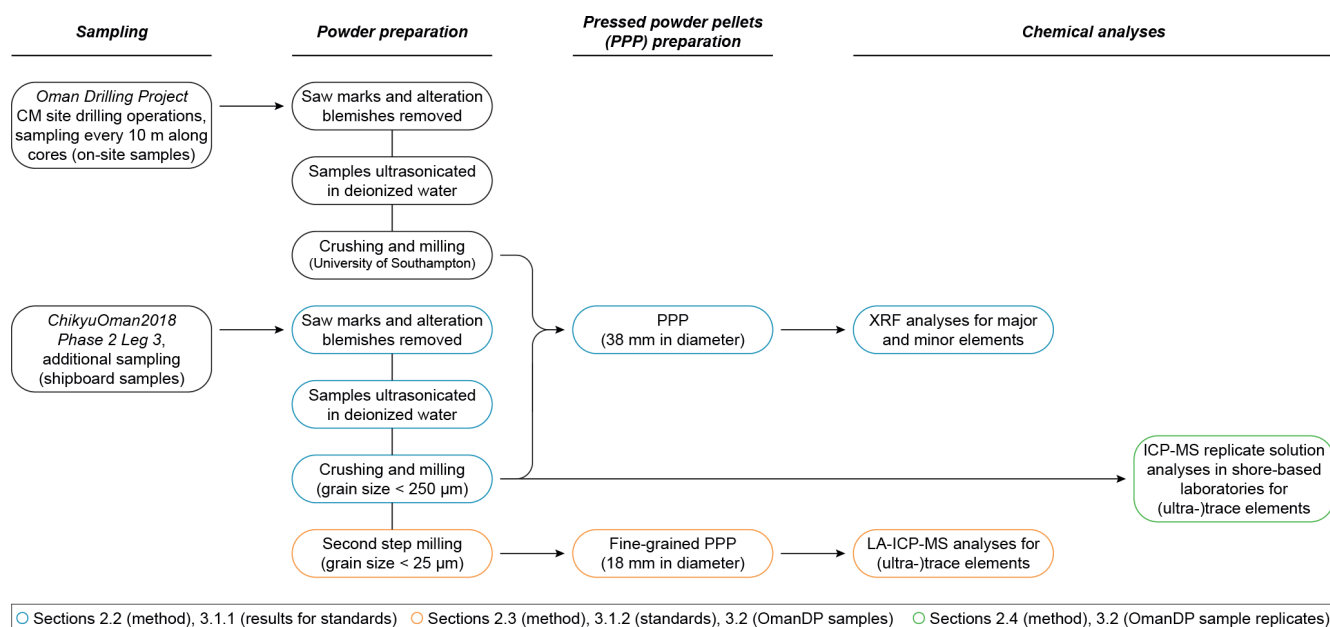 Sampling
Powder preparation
Pressed powder pellets
(PPP) preparation
Chemical analyses
Oman Drilling Project
CM site drilling operations,
sampling every 10 m along
cores (on-site samples)
Saw marks and alteration
blemishes removed
Samples ultrasonicated
in deionized water
Crushing and milling
(University of Southampton)
ChikyuOman2018
Phase 2 Leg 3,
additional sampling
(shipboard samples)
Saw marks and alteration
blemishes removed
PPP
(38 mm in diameter)
XRF analyses for major
and minor elements
Samples ultrasonicated
in deionized water
Crushing and milling
(grain size < 250 µm)
ICP-MS replicate solution
analyses in shore-based
laboratories for
(ultra-)trace elements
Second step milling
(grain size < 25 µm)
Fine-grained PPP
(18 mm in diameter)
LA-ICP-MS analyses for
(ultra-)trace elements
Sections 2.2 (method), 3.1.1 (results for standards) Sections 2.3 (method), 3.1.2 (standards), 3.2 (OmanDP samples) Sections 2.4 (method), 3.2 (OmanDP sample replicates)